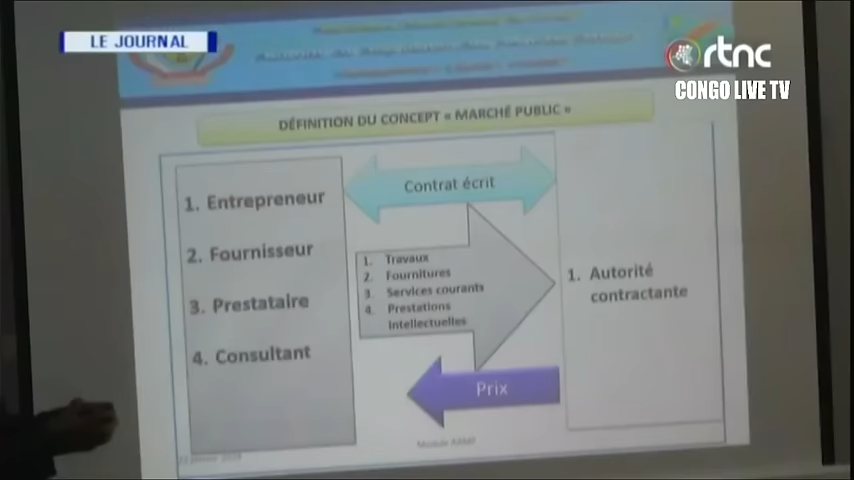 LE JOURNAL
rtnc
CONGO LIVE TV
DÉFINITION DU CONCEPT « MARCHÉ PUBLIC »
1. Entrepreneur
2. Fournisseur
3. Prestataire
4. Consultant
Contrat écrit
1. Travaux
2. Fournitures
3. Services courants
4. Prestations
Intellectuelles
1. Autorité
contractante
Prix